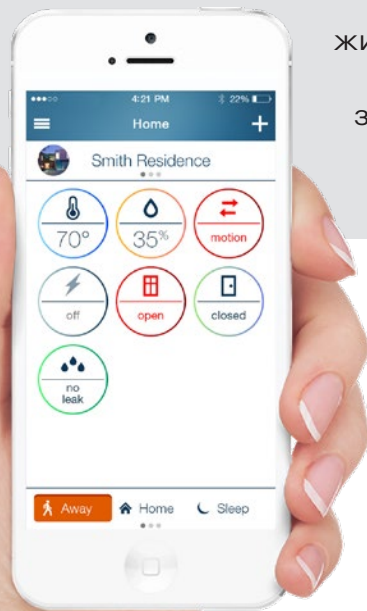 4:21 PM
22%
Home
Smith Residence
70°
35%
motion
off
open
closed
no
leak
Away
Home
Sleep